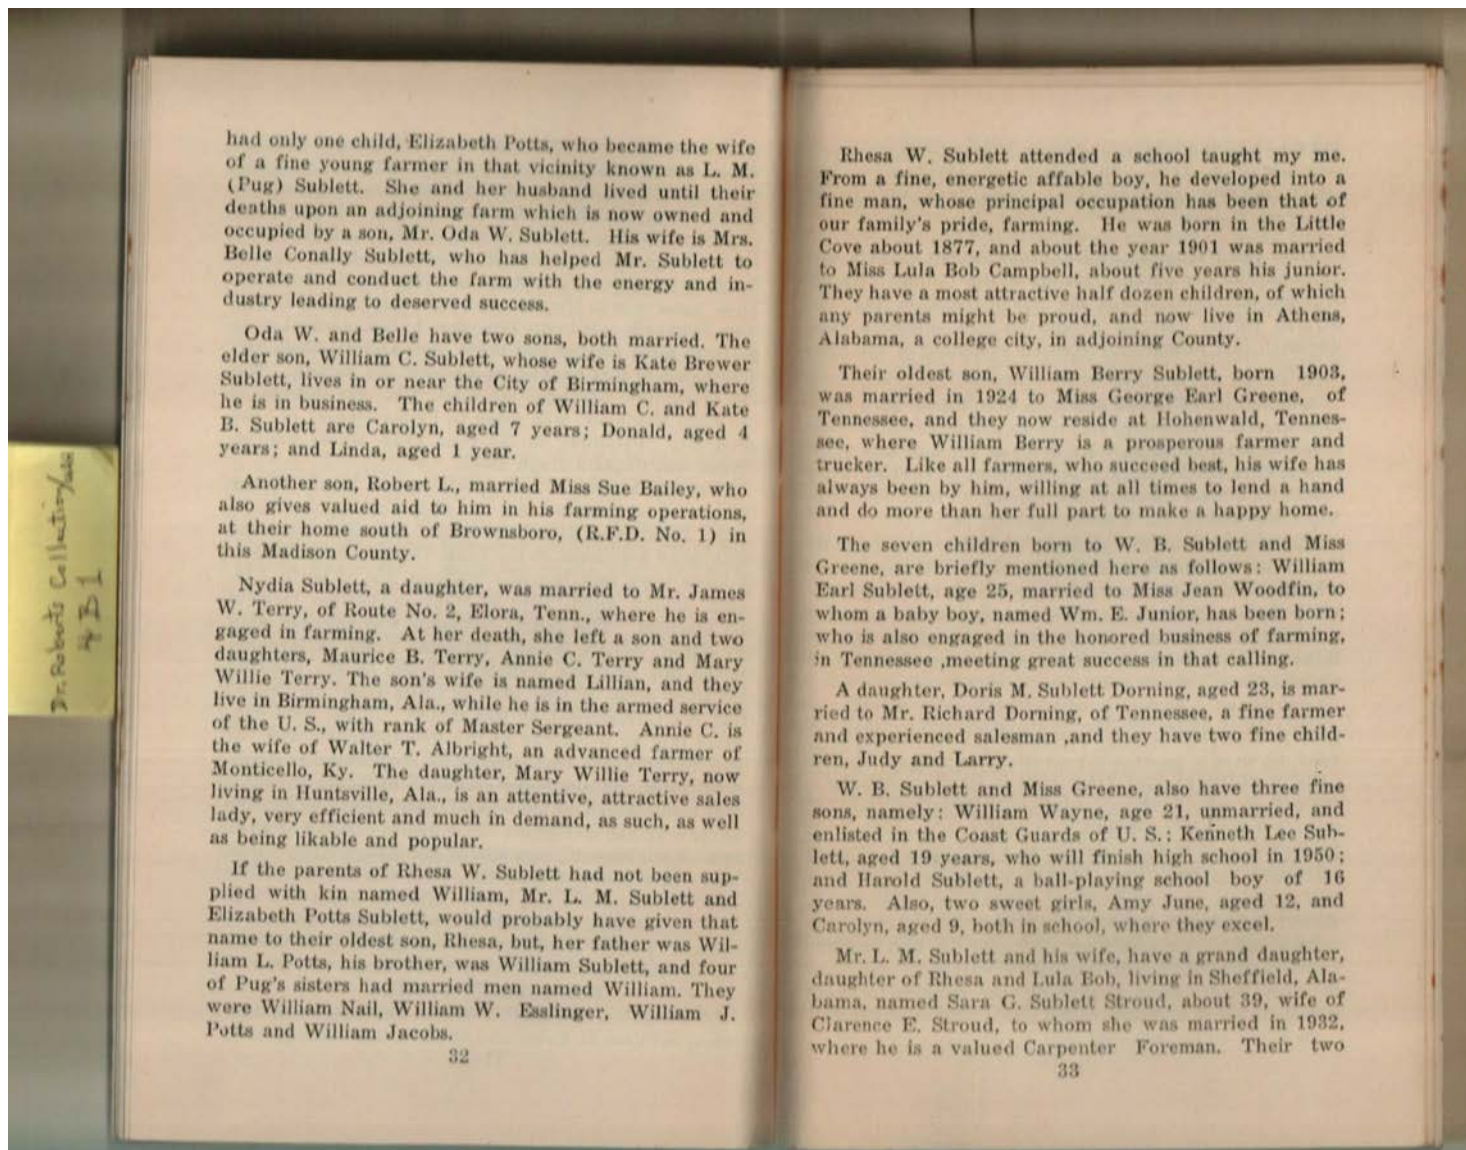 had only one child, Elizabeth Potts, who became the wife
of a fine young farmer in that vicinity known as L. M.
(Pug) Sublett. She and her husband lived until their
deaths upon an adjoining farm which is now owned and
occupied by a son, Mr. Oda W. Sublett. His wife is Mrs.
Belle Conally Sublett, who has helped Mr. Sublett to
operate and conduct the farm with the energy and in-
dustry leading to deserved success.
Oda W. and Belle have two sons, both married. The
elder son, William C. Sublett, whose wife is Kate Brewer
Sublett, lives in or near the City of Birmingham, where
he is in business. The children of William C. and Kate
B. Sublett are Carolyn, aged 7 years; Donald, aged 4
years; and Linda, aged 1 year.
Another son, Robert L., married Miss Sue Bailey, who
also gives valued aid to him in his farming operations,
at their home south of Brownsboro, (R.F.D. No. 1) in
this Madison County.
Nydia Sublett, a daughter, was married to Mr. James
W. Terry, of Route No. 2, Elora, Tenn., where he is en-
gaged in farming. At her death, she left a son and two
daughters, Maurice B. Terry, Annie C. Terry and Mary
Willie Terry. The son's wife is named Lillian, and they
live in Birmingham, Ala., while he is in the armed service
of the U. S., with rank of Master Sergeant. Annie C. is
the wife of Walter T. Albright, an advanced farmer of
Monticello, Ky. The daughter, Mary Willie Terry, now
living in Huntsville, Ala., is an attentive, attractive sales
lady, very efficient and much in demand, as such, as well
as being likable and popular.
If the parents of Rhesa W. Sublett had not been sup-
plied with kin named William, Mr. L. M. Sublett and
Elizabeth Potts Sublett, would probably have given that
name to their oldest son, Rhesa, but, her father was Wil-
liam L. Potts, his brother, was William Sublett, and four
of Pug's sisters had married men named William. They
were William Nail, William W. Esslinger, William J.
Potts and William Jacobs.
32
Rhesa W. Sublett attended a school taught my me.
From a fine, energetic affable boy, he developed into a
fine man, whose principal occupation has been that of
our family's pride, farming. He was born in the Little
Cove about 1877, and about the year 1901 was married
to Miss Lula Bob Campbell, about five years his junior.
They have a most attractive half dozen children, of which
any parents might be proud, and now live in Athens,
Alabama, a college city, in adjoining County.
Their oldest son, William Berry Sublett, born 1903,
was married in 1924 to Miss George Earl Greene, of
Tennessee, and they now reside at Hohenwald, Tennes-
see, where William Berry is a prosperous farmer and
trucker. Like all farmers, who succeed best, his wife has
always been by him, willing at all times to lend a hand
and do more than her full part to make a happy home.
The seven children born to W. B. Sublett and Miss
Greene, are briefly mentioned here as follows: William
Earl Sublett, age 25, married to Miss Jean Woodfin, to
whom a baby boy, named Wm. E. Junior, has been born;
who is also engaged in the honored business of farming,
in Tennessee ,meeting great success in that calling.
A daughter, Doris M. Sublett Dorning, aged 23, is mar-
ried to Mr. Richard Dorning, of Tennessee, a fine farmer
and experienced salesman ,and they have two fine child-
ren, Judy and Larry.
W. B. Sublett and Miss Greene, also have three fine
sons, namely: William Wayne, age 21, unmarried, and
enlisted in the Coast Guards of U. S.: Kenneth Lee Sub-
lett, aged 19 years, who will finish high school in 1950;
and Harold Sublett, a ball-playing school boy of 16
years. Also, two sweet girls, Amy June, aged 12, and
Carolyn, aged 9, both in school, where they excel.
Mr. L. M. Sublett and his wife, have a grand daughter,
daughter of Rhesa and Lula Bob, living in Sheffield, Ala-
bama, named Sara G. Sublett Stroud, about 39, wife of
Clarence E. Stroud, to whom she was married in 1932,
where he is a valued Carpenter Foreman. Their two
33
Dr. Roberts Collection
4 B 1